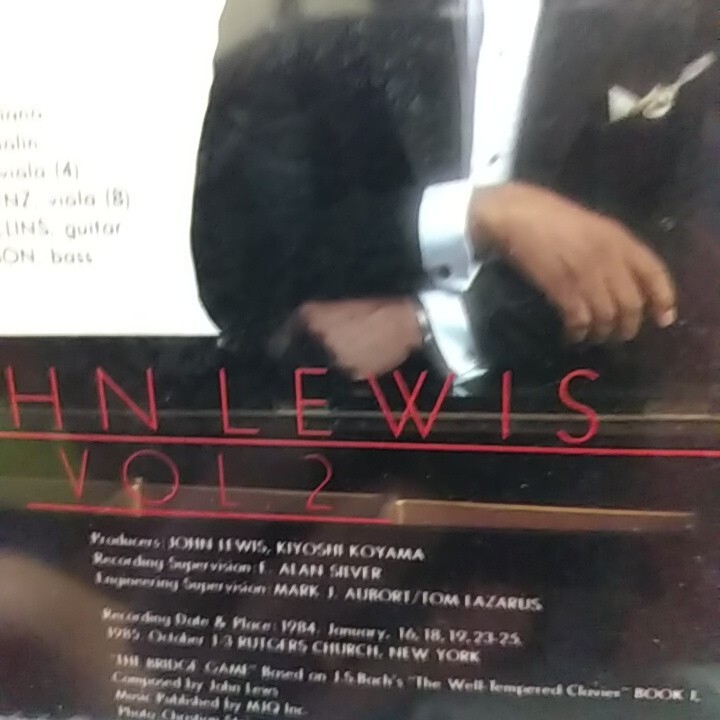 viola (4)
viola (8)
guitar
bass
HN LEWIS
VOL 2
Producers: JOHN LEWIS, KIYOSHI KOYAMA
Recording Supervision: E. ALAN SILVER
Engineering Supervision: MARK J. AUBORT/TOM LAZARUS
Recording Date & Place: 1984. January. 16, 18, 19, 23-25.
1985. October 1-3 RUTGERS CHURCH, NEW YORK
"THE BRIDGE GAME" Based on J.S.Bach's "The Well-Tempered Clavier" BOOK I,
Composed by John Lewis
Music Published by MJQ Inc.
Photo: